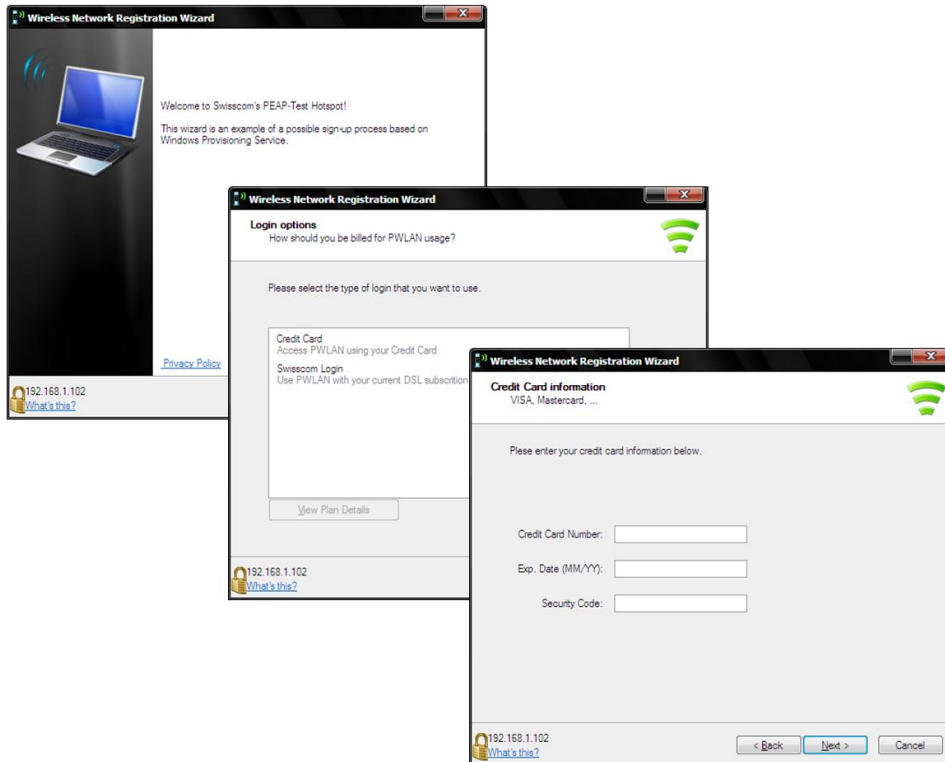 Wireless Network Registration Wizard
Welcome to Swisscom's PEAP-Test Hotspot!
This wizard is an example of a possible sign-up process based on
Windows Provisioning Service.
Privacy Policy
192.168.1.102
What's this?
Wireless Network Registration Wizard
Login options
How should you be billed for PWLAN usage?
Please select the type of login that you want to use.
Credit Card
Access PWLAN using your Credit Card
Swisscom Login
Use PWLAN with your current DSL subscrition
View Plan Details
192.168.1.102
What's this?
Wireless Network Registration Wizard
Credit Card information
VISA, Mastercard, ...
Plese enter your credit card information below.
Credit Card Number:
Exp. Date (MM/YY):
Security Code:
192.168.1.102
What's this?
< Back
Next >
Cancel